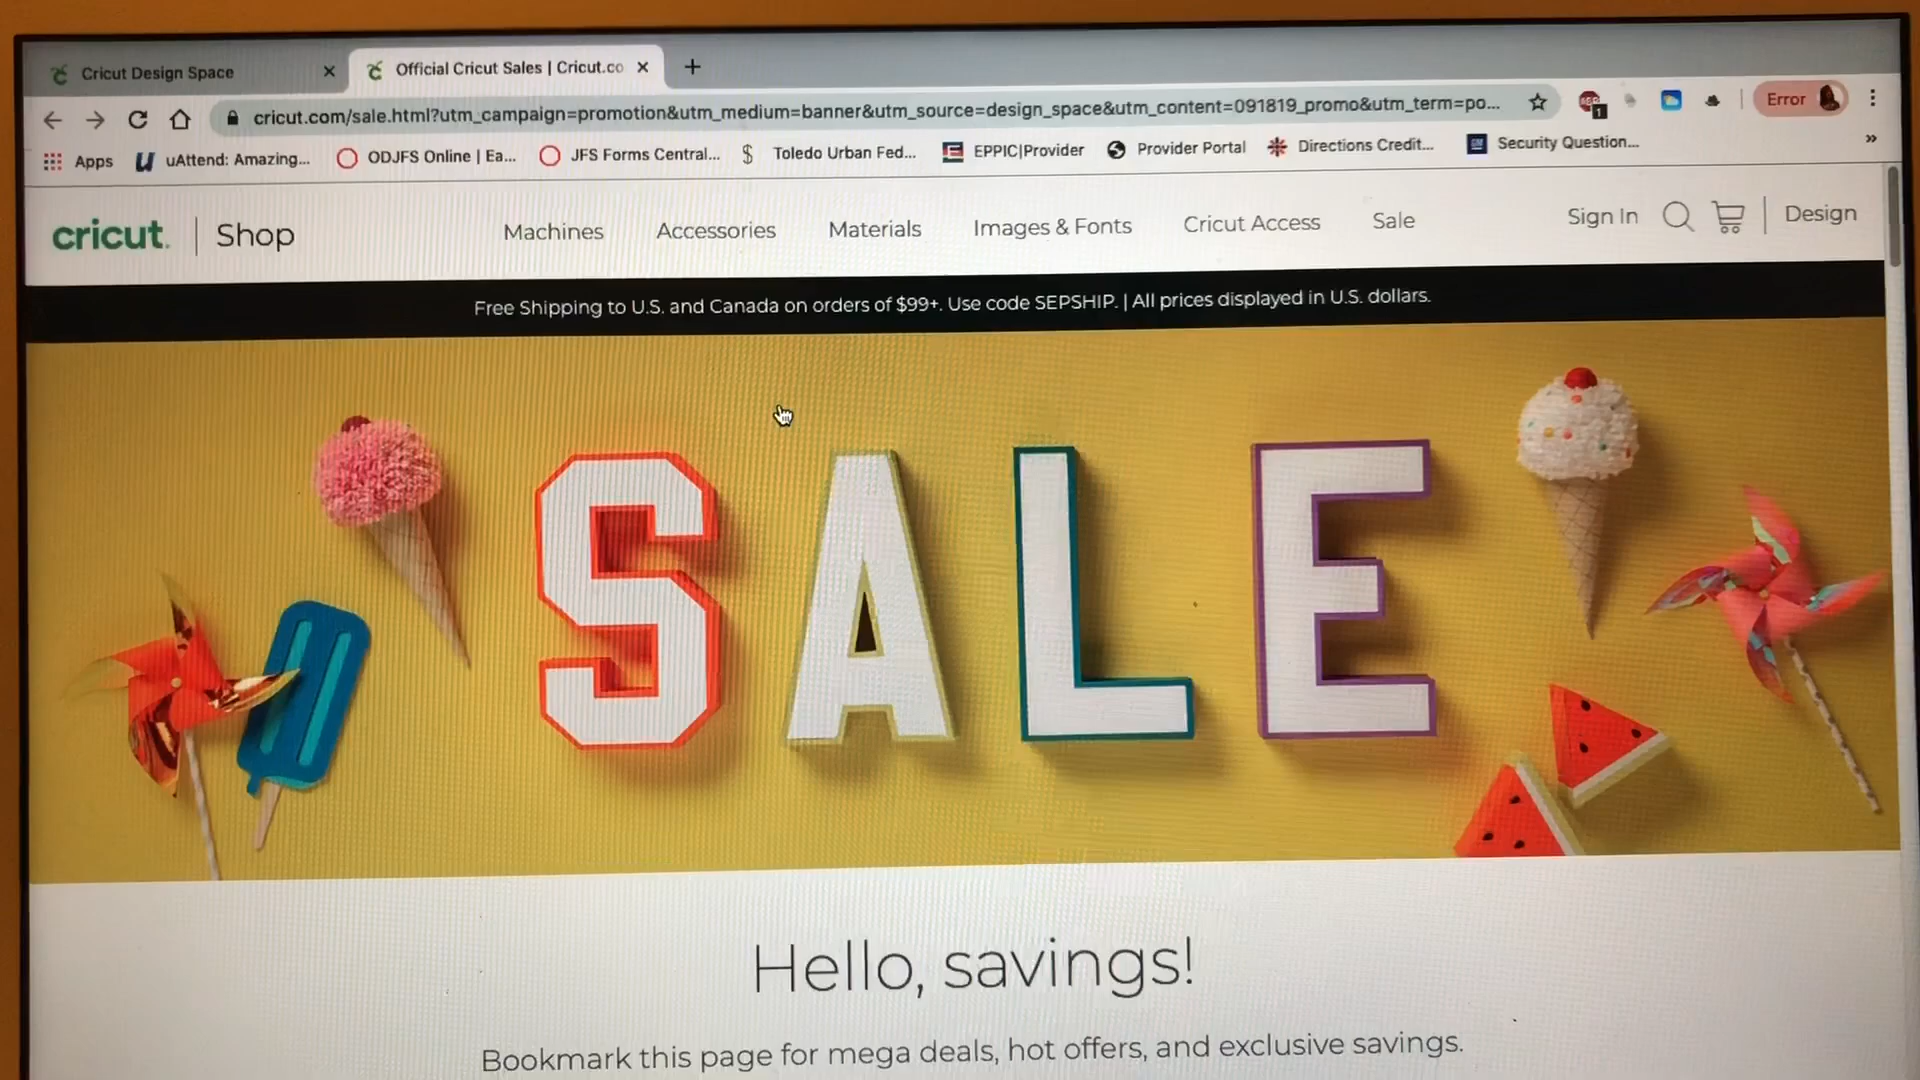 Cricut Design Space
Official Cricut Sales | Cricut.co
cricut.com/sale.html?utm_campaign=promotion&utm_medium=banner&utm_source=design_space&utm_content=091819_promo&utm_term=po...
1
Error
Apps
uAttend: Amazing...
ODJFS Online | Ea...
JFS Forms Central...
Toledo Urban Fed...
EPPIC|Provider
Provider Portal
Directions Credit...
Security Question...
cricut. | Shop
Machines
Accessories
Materials
Images & Fonts
Cricut Access
Sale
Sign In
Design
Free Shipping to U.S. and Canada on orders of $99+. Use code SEPSHIP. | All prices displayed in U.S. dollars.
SALE
Hello, savings!
Bookmark this page for mega deals, hot offers, and exclusive savings.